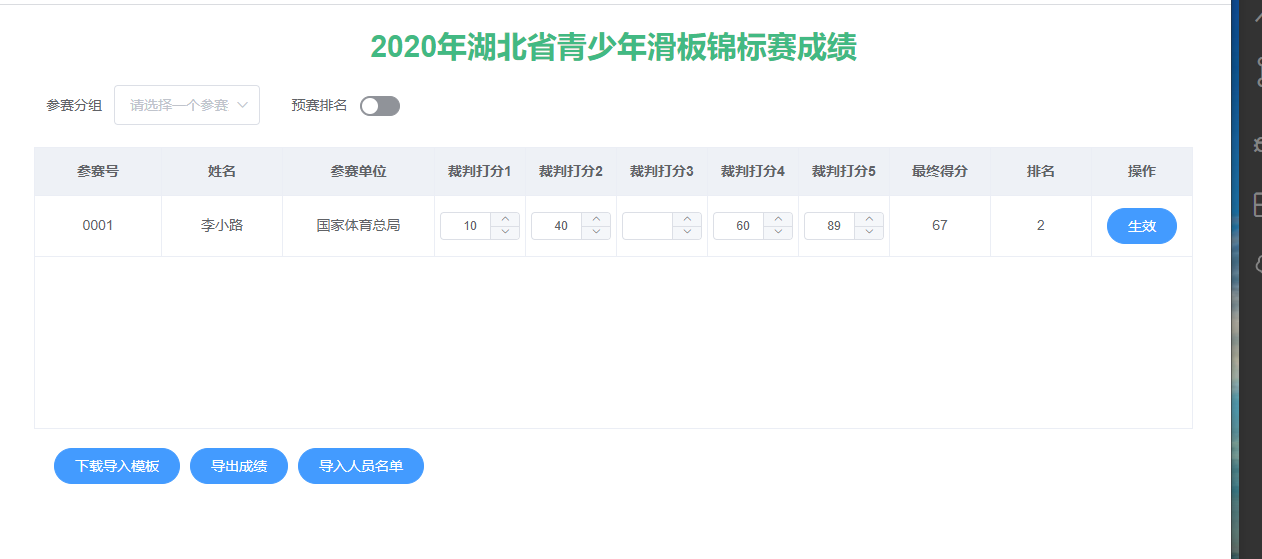 2020年湖北省青少年滑板锦标赛成绩
参赛分组 请选择一个参赛 预赛排名
参赛号 姓名 参赛单位 裁判打分1 裁判打分2 裁判打分3 裁判打分4 裁判打分5 最终得分 排名 操作
0001 李小路 国家体育总局 10 40 60 89 67 2 生效
下载导入模板 导出成绩 导入人员名单